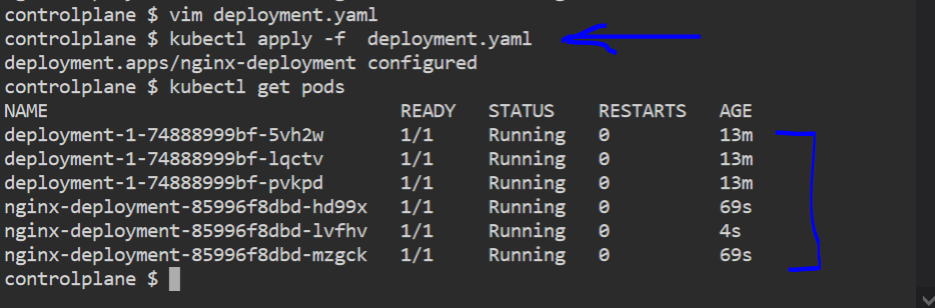 controlplane $ vim deployment.yaml
controlplane $ kubectl apply -f  deployment.yaml
deployment.apps/nginx-deployment configured
controlplane $ kubectl get pods
NAME                                READY   STATUS    RESTARTS   AGE
deployment-1-74888999bf-5vh2w       1/1     Running   0          13m
deployment-1-74888999bf-lqctv       1/1     Running   0          13m
deployment-1-74888999bf-pvkpd       1/1     Running   0          13m
nginx-deployment-85996f8dbd-hd99x   1/1     Running   0          69s
nginx-deployment-85996f8dbd-lvfhv   1/1     Running   0          4s
nginx-deployment-85996f8dbd-mzgck   1/1     Running   0          69s
controlplane $